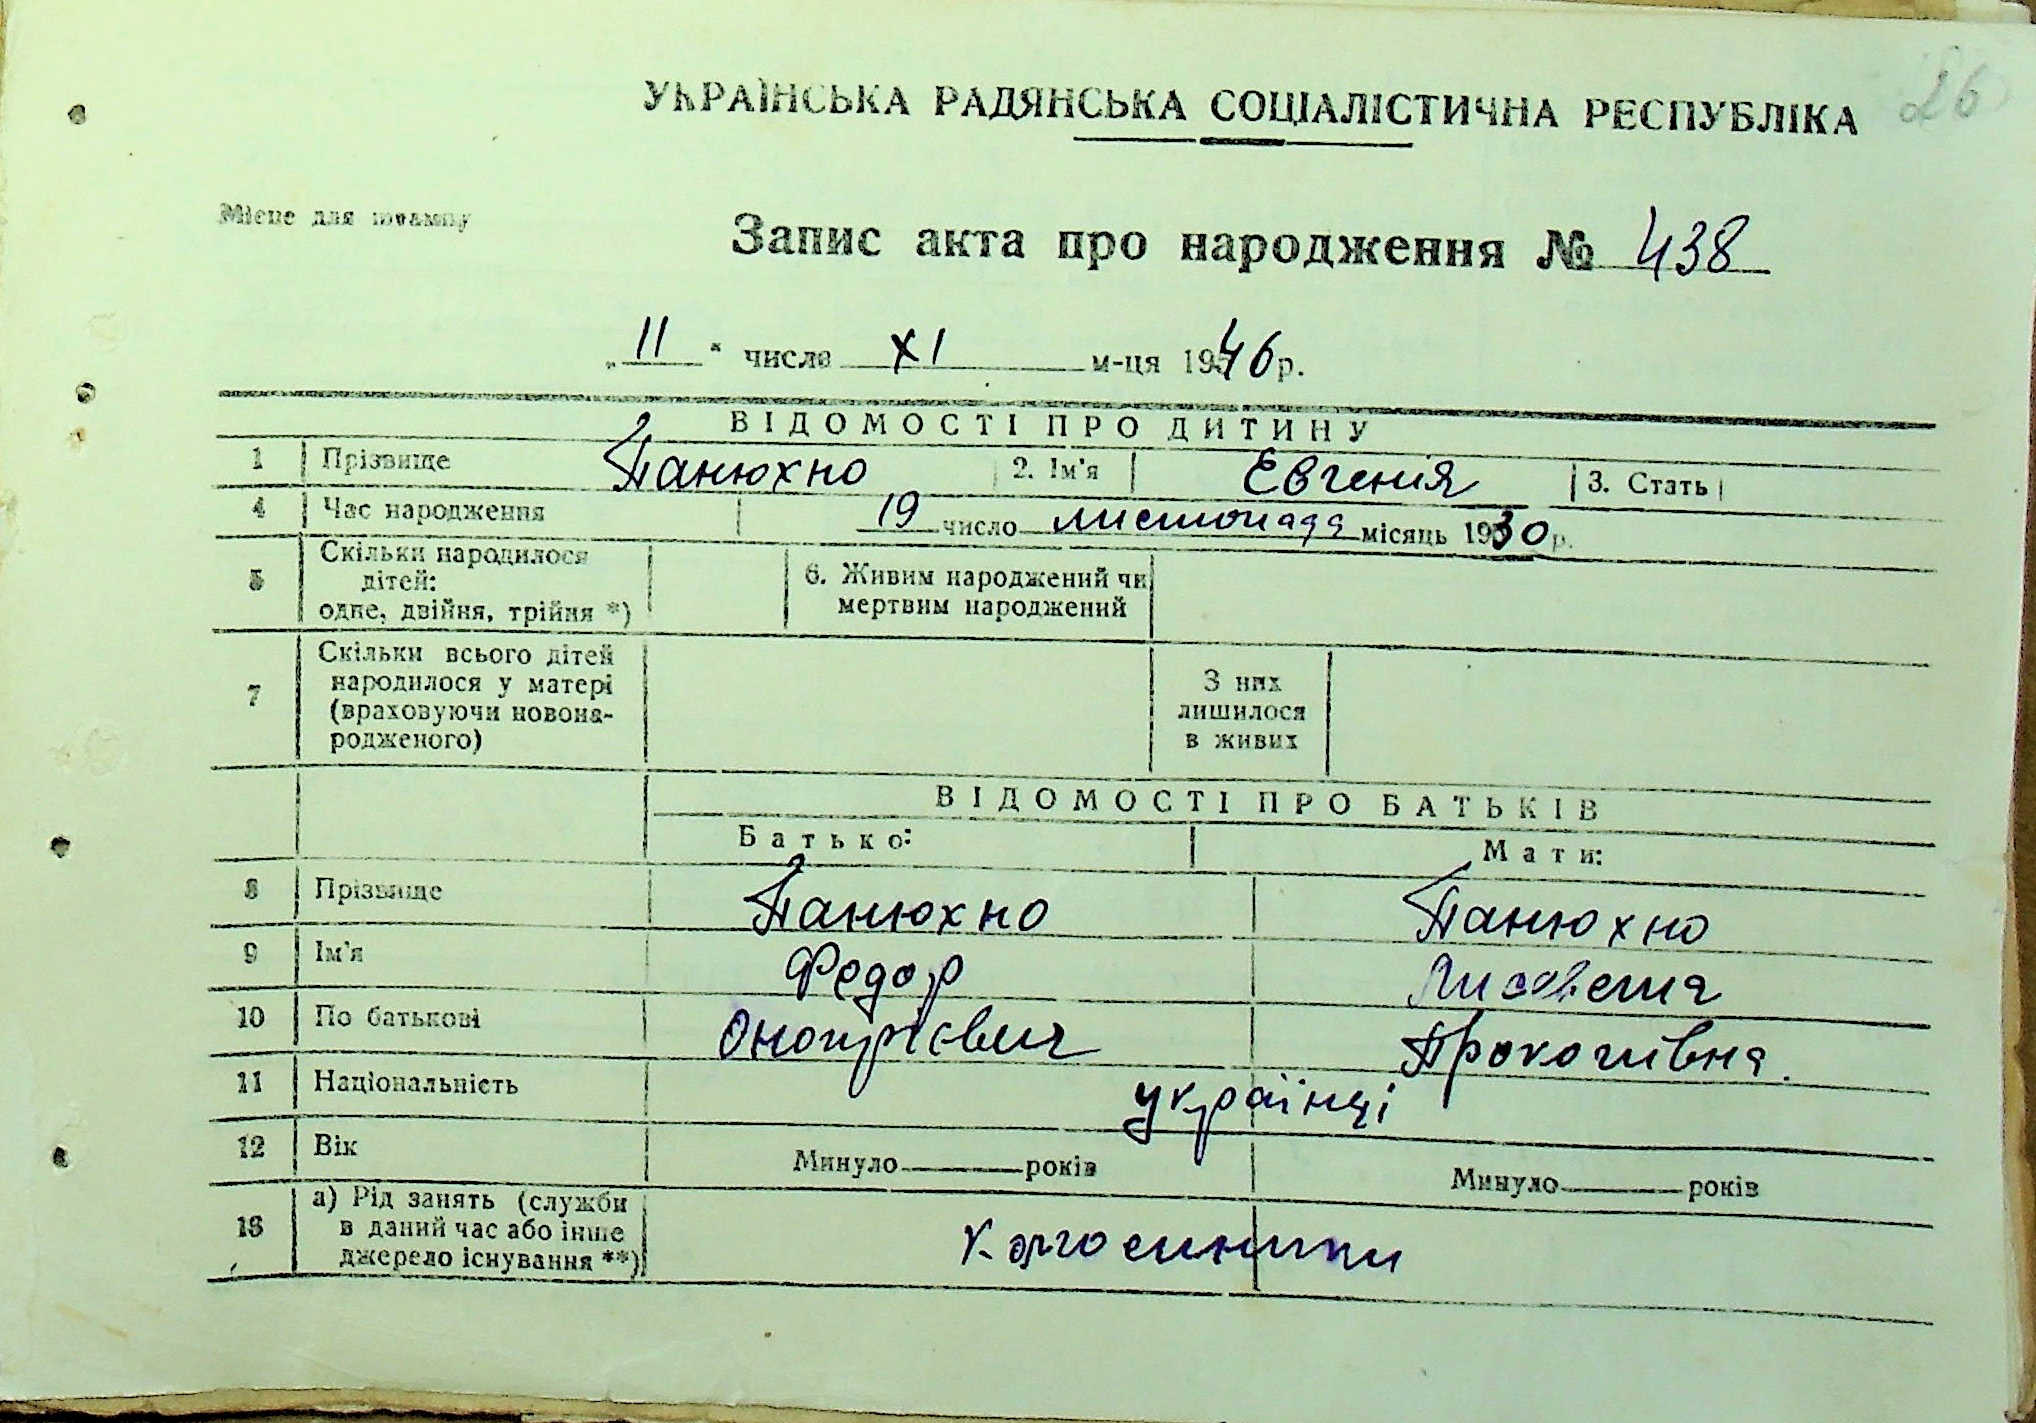 26
УКРАЇНСЬКА РАДЯНСЬКА СОЦІАЛІСТИЧНА РЕСПУБЛІКА
Місце для штампу
Запис акта про народження № 438
„ 11 " число XI м-ця 1946 р.
ВІДОМОСТІ ПРО ДИТИНУ
1 Прізвище Панюхно 2. Ім'я Евгенія 3. Стать
4 Час народження 19 число листопада місяць 1930 р.
5 Скільки народилося
дітей:
одне, двійня, трійня *)
6. Живим народжений чи
мертвим народжений
7 Скільки всього дітей
народилося у матері
(враховуючи новона-
родженого)
З них
лишилося
в живих
ВІДОМОСТІ ПРО БАТЬКІВ
Батько: Мати:
8 Прізвище Панюхно Панюхно
9 Ім'я Федор Лисавета
10 По батькові Онопрієвич Прокопівна.
11 Національність українці
12 Вік Минуло років Минуло років
13 а) Рід занять (служби
в даний час або інше
джерело існування **)
колгоспники